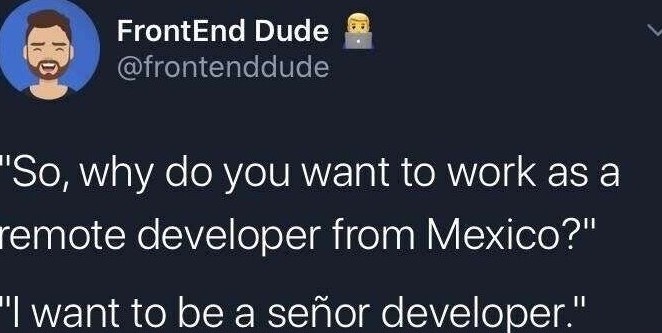 FrontEnd Dude 👨‍💻
@frontenddude
"So, why do you want to work as a
remote developer from Mexico?"
"I want to be a señor developer."